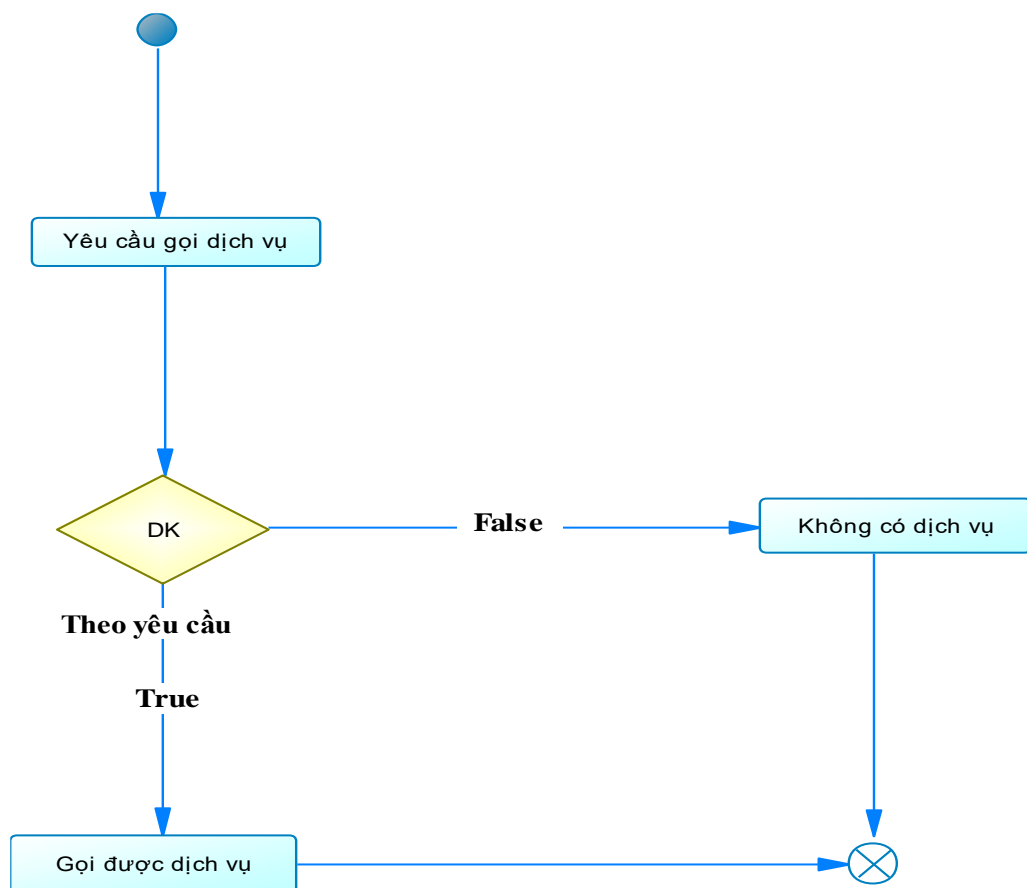 Yêu cầu gọi dịch vụ
DK
False
Không có dịch vụ
Theo yêu cầu
True
Gọi được dịch vụ